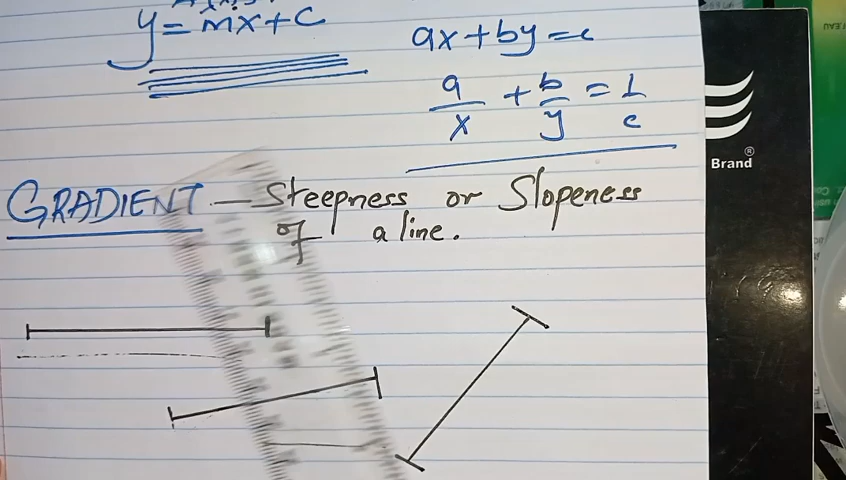 y = mx + c
ax + by = c
a/x + b/y = 1/c
GRADIENT — Steepness or Slopeness
of a line.
Brand
®